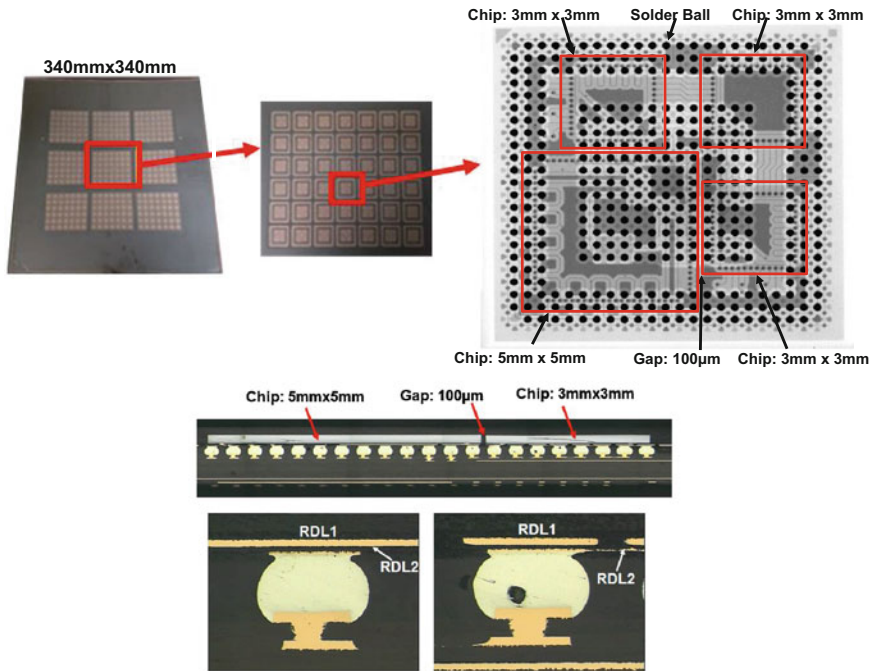 Chip: 3mm x 3mm
Solder Ball
Chip: 3mm x 3mm
340mmx340mm
Chip: 5mm x 5mm
Gap: 100µm
Chip: 3mm x 3mm
Chip: 5mmx5mm
Gap: 100µm
Chip: 3mmx3mm
RDL1
RDL2
RDL1
RDL2